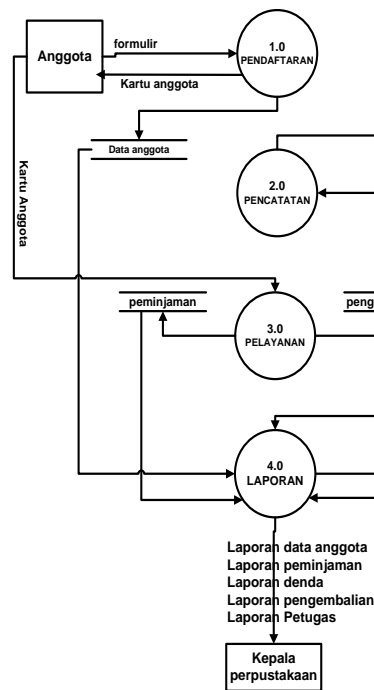 formulir
Anggota
1.0
PENDAFTARAN
Kartu anggota
Data anggota
Kartu Anggota
2.0
PENCATATAN
peminjaman
peng
3.0
PELAYANAN
4.0
LAPORAN
Laporan data anggota
Laporan peminjaman
Laporan denda
Laporan pengembalian
Laporan Petugas
Kepala
perpustakaan